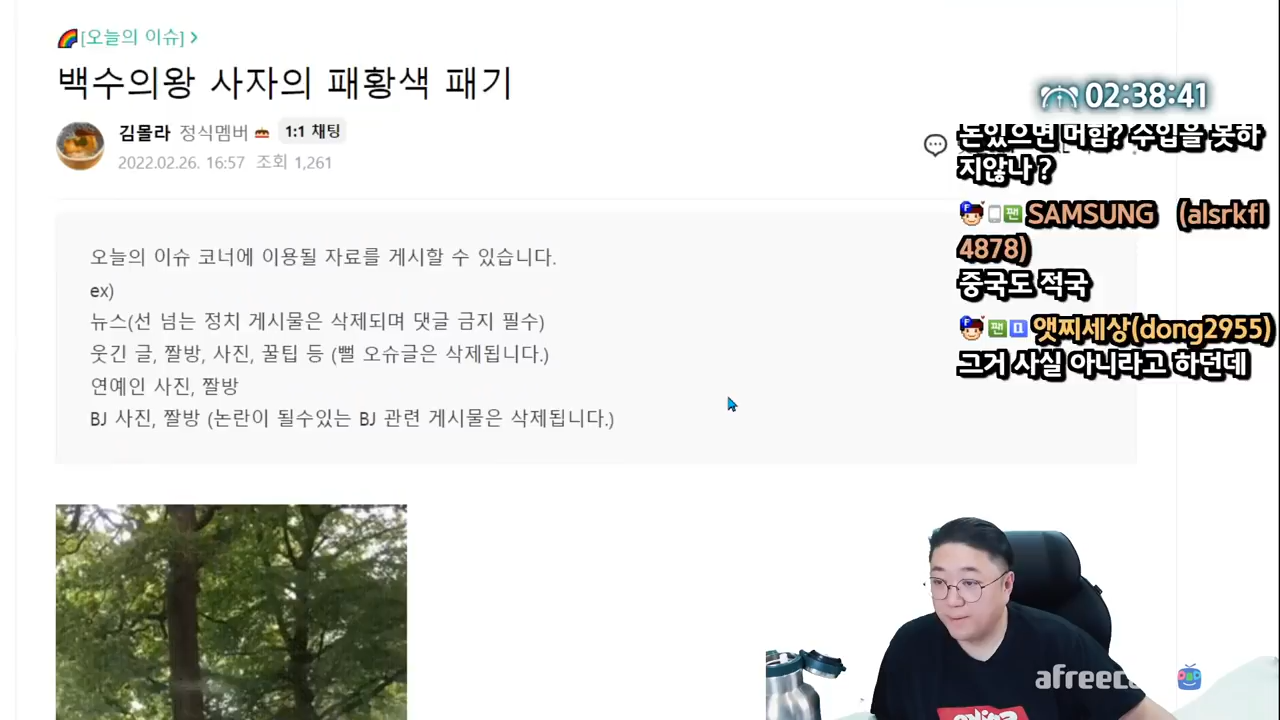 [오늘의 이슈] >
백수의왕 사자의 패황색 패기
김몰라 정식멤버 1:1 채팅
2022.02.26. 16:57 조회 1,261
오늘의 이슈 코너에 이용될 자료를 게시할 수 있습니다.
ex)
뉴스(선 넘는 정치 게시물은 삭제되며 댓글 금지 필수)
웃긴 글, 짤방, 사진, 꿀팁 등 (뻘 오슈글은 삭제됩니다.)
연예인 사진, 짤방
BJ 사진, 짤방 (논란이 될수있는 BJ 관련 게시물은 삭제됩니다.)
02:38:41
돈있으면 머함? 수입을 못하
지않나?
팬 SAMSUNG (alsrkfl
4878)
중국도 적국
팬 앳찌세상(dong2955)
그거 사실 아니라고 하던데
afreeca